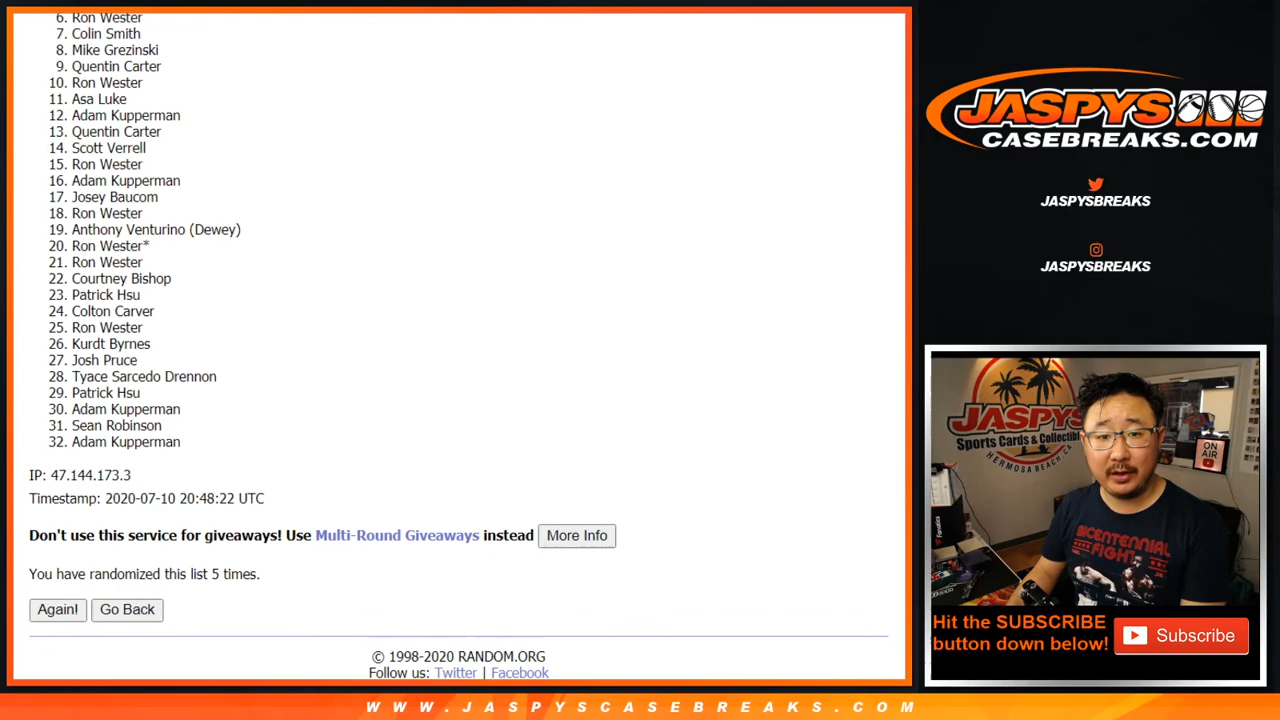 6. Ron Wester
7. Colin Smith
8. Mike Grezinski
9. Quentin Carter
10. Ron Wester
11. Asa Luke
12. Adam Kupperman
13. Quentin Carter
14. Scott Verrell
15. Ron Wester
16. Adam Kupperman
17. Josey Baucom
18. Ron Wester
19. Anthony Venturino (Dewey)
20. Ron Wester*
21. Ron Wester
22. Courtney Bishop
23. Patrick Hsu
24. Colton Carver
25. Ron Wester
26. Kurdt Byrnes
27. Josh Pruce
28. Tyace Sarcedo Drennon
29. Patrick Hsu
30. Adam Kupperman
31. Sean Robinson
32. Adam Kupperman
IP: 47.144.173.3
Timestamp: 2020-07-10 20:48:22 UTC
Don't use this service for giveaways! Use Multi-Round Giveaways instead More Info
You have randomized this list 5 times.
Again! Go Back
© 1998-2020 RANDOM.ORG
Follow us: Twitter | Facebook
JASPYS
CASEBREAKS.COM
JASPYSBREAKS
JASPYSBREAKS
JASPYS
Sports Cards & Collectibl
HERMOSA BEACH, CA
ON
AIR
BICENTENNIAL
FIGHT
Hit the SUBSCRIBE
button down below!
Subscribe
WWW.JASPYSCASEBREAKS.COM